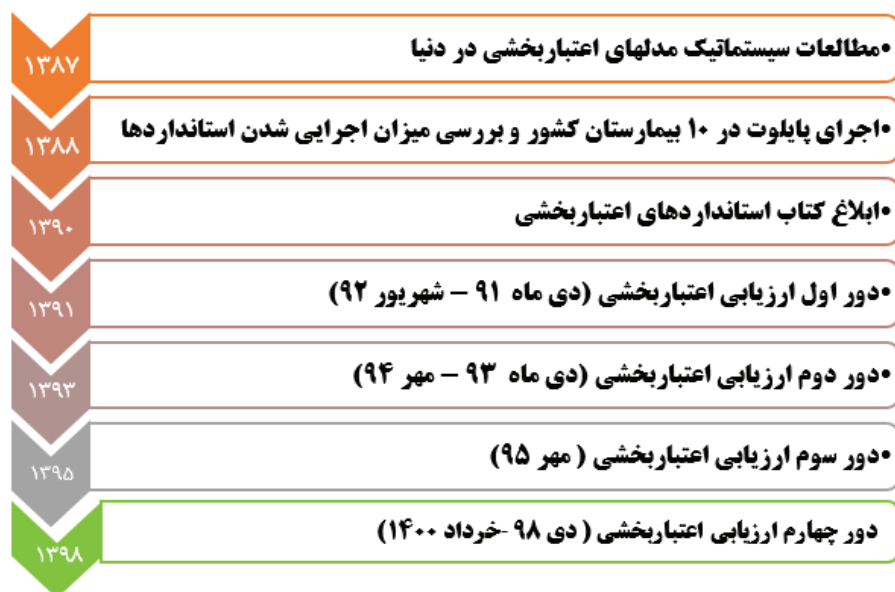 ۱۳۸۷
•مطالعات سیستماتیک مدلهای اعتباربخشی در دنیا
۱۳۸۸
•اجرای پایلوت در ۱۰ بیمارستان کشور و بررسی میزان اجرایی شدن استانداردها
۱۳۹۰
•ابلاغ کتاب استانداردهای اعتباربخشی
۱۳۹۱
•دور اول ارزیابی اعتباربخشی (دی ماه ۹۱ – شهریور ۹۲)
۱۳۹۳
•دور دوم ارزیابی اعتباربخشی (دی ماه ۹۳ – مهر ۹۴)
۱۳۹۵
•دور سوم ارزیابی اعتباربخشی ( مهر ۹۵)
۱۳۹۸
دور چهارم ارزیابی اعتباربخشی ( دی ۹۸ -خرداد ۱۴۰۰)